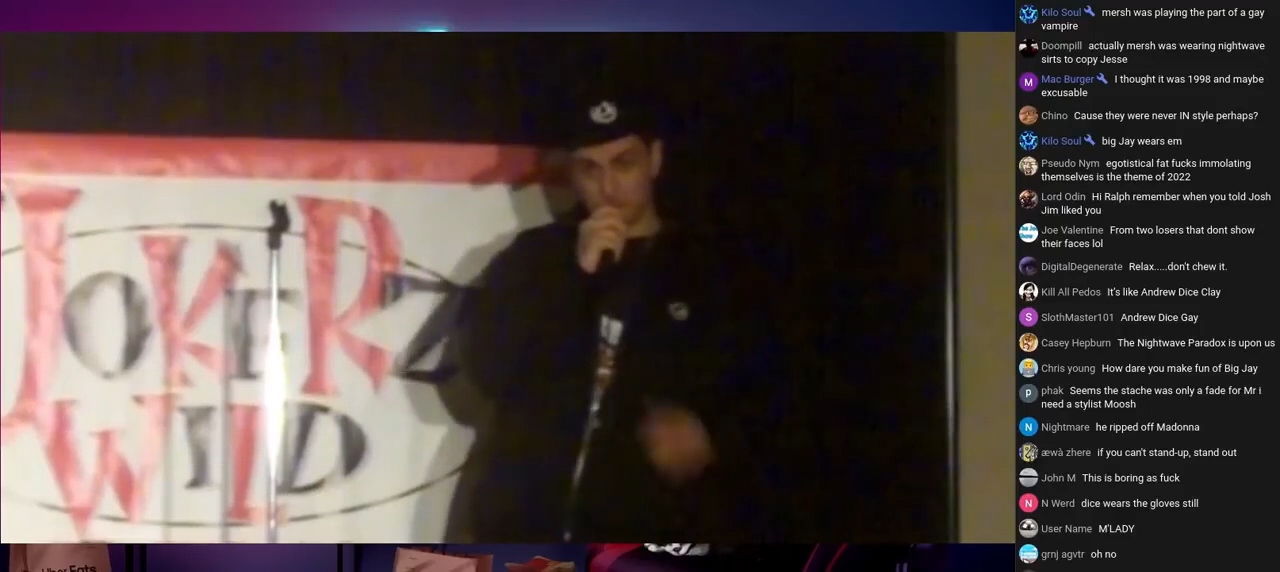 JOKERZ
WILD
Uber Eats
Kilo Soul mersh was playing the part of a gay
vampire
Doompill actually mersh was wearing nightwave
sirts to copy Jesse
M Mac Burger I thought it was 1998 and maybe
excusable
Chino Cause they were never IN style perhaps?
Kilo Soul big Jay wears em
Pseudo Nym egotistical fat fucks immolating
themselves is the theme of 2022
Lord Odin Hi Ralph remember when you told Josh
Jim liked you
Joe Valentine From two losers that dont show
their faces lol
DigitalDegenerate Relax.....don't chew it.
Kill All Pedos It's like Andrew Dice Clay
S SlothMaster101 Andrew Dice Gay
Casey Hepburn The Nightwave Paradox is upon us
Chris young How dare you make fun of Big Jay
P phak Seems the stache was only a fade for Mr i
need a stylist Moosh
N Nightmare he ripped off Madonna
æwà zhere if you can't stand-up, stand out
John M This is boring as fuck
N N Werd dice wears the gloves still
User Name M'LADY
grnj agvtr oh no